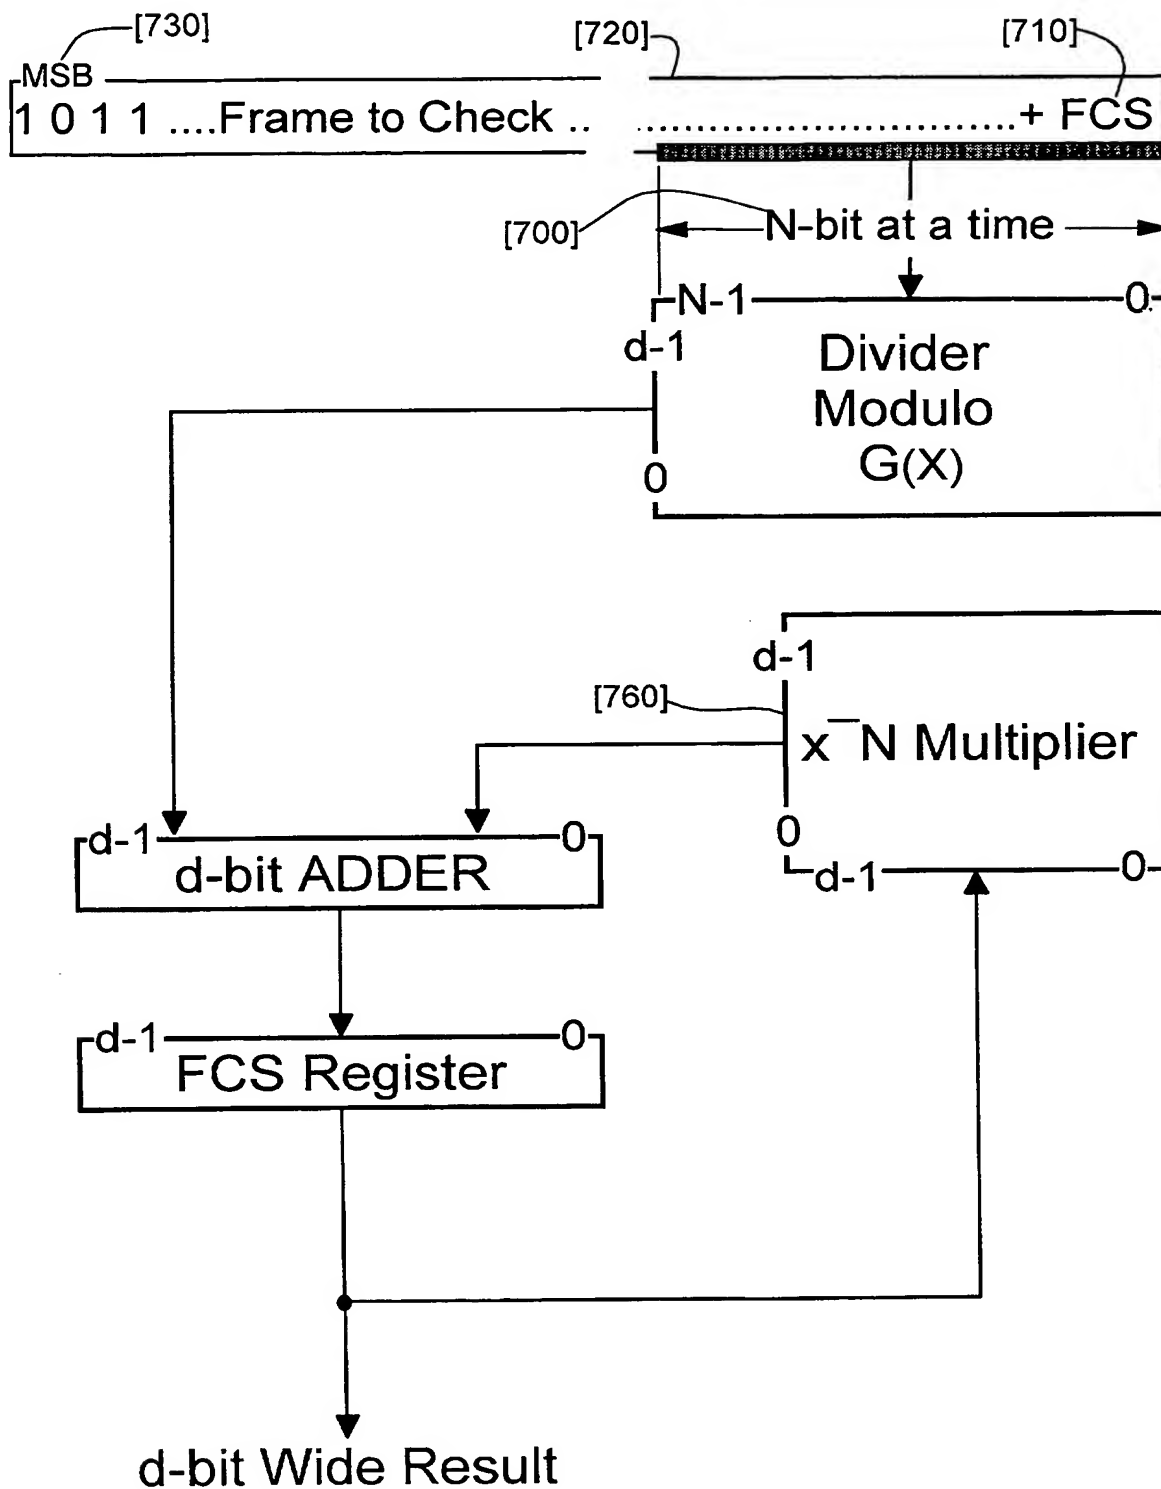 [730]
[720]
[710]
MSB
1 0 1 1 ....Frame to Check .. ......................................+ FCS
[700]
N-bit at a time
N-1
0
d-1
Divider
Modulo
G(X)
0
d-1
[760]
x¯N Multiplier
0
d-1
0
d-1
0
d-bit ADDER
d-1
0
FCS Register
d-bit Wide Result